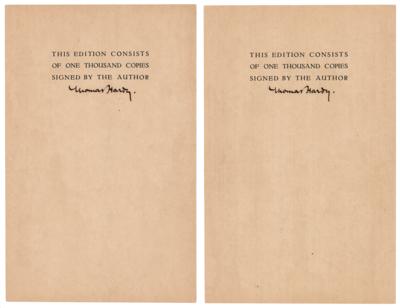 THIS EDITION CONSISTS
OF ONE THOUSAND COPIES
SIGNED BY THE AUTHOR
Thomas Hardy.
THIS EDITION CONSISTS
OF ONE THOUSAND COPIES
SIGNED BY THE AUTHOR
Thomas Hardy.